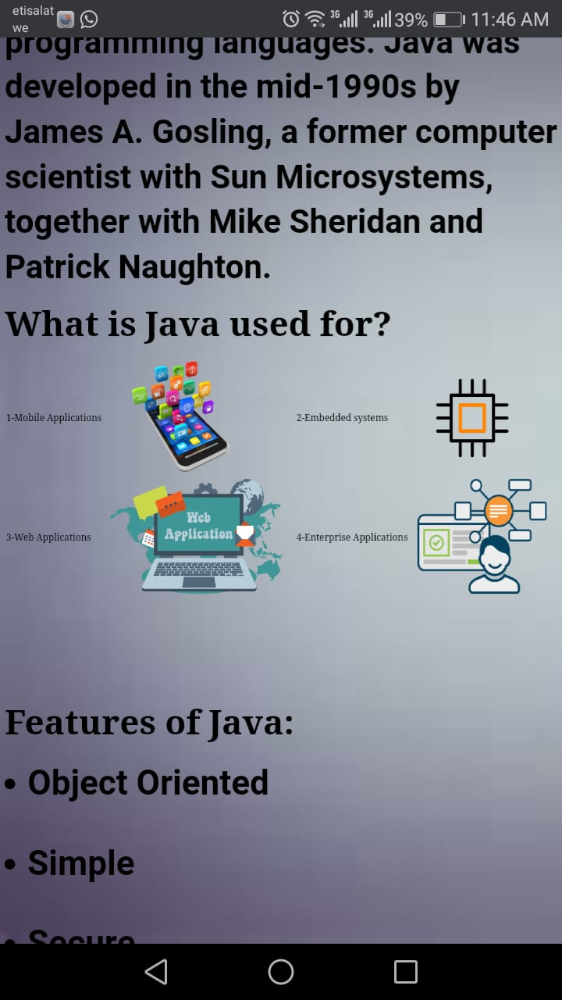 etisalat
we
3G 3G 39% 11:46 AM
programming languages. Java was
developed in the mid-1990s by
James A. Gosling, a former computer
scientist with Sun Microsystems,
together with Mike Sheridan and
Patrick Naughton.
What is Java used for?
1-Mobile Applications
2-Embedded systems
Web
Application
3-Web Applications
4-Enterprise Applications
Features of Java:
• Object Oriented
• Simple
• Secure